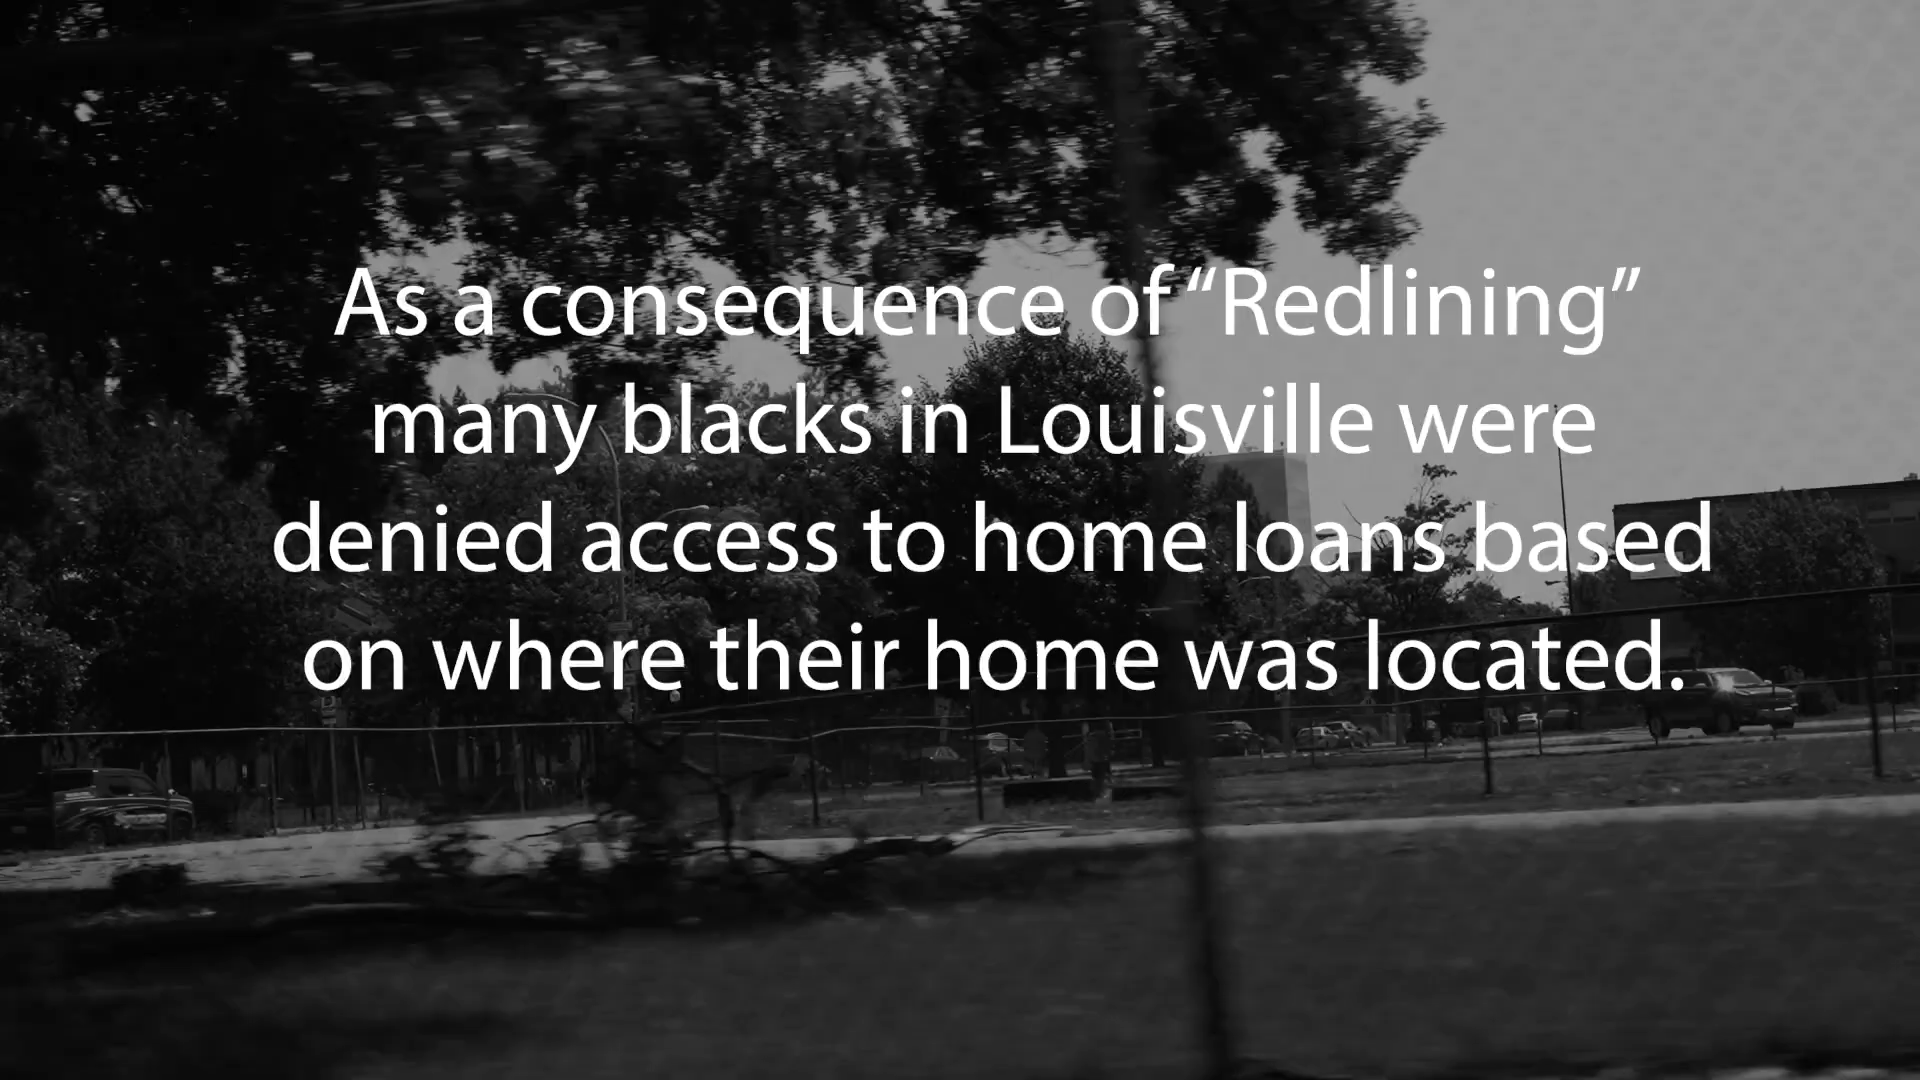 As a consequence of “Redlining”
many blacks in Louisville were
denied access to home loans based
on where their home was located.